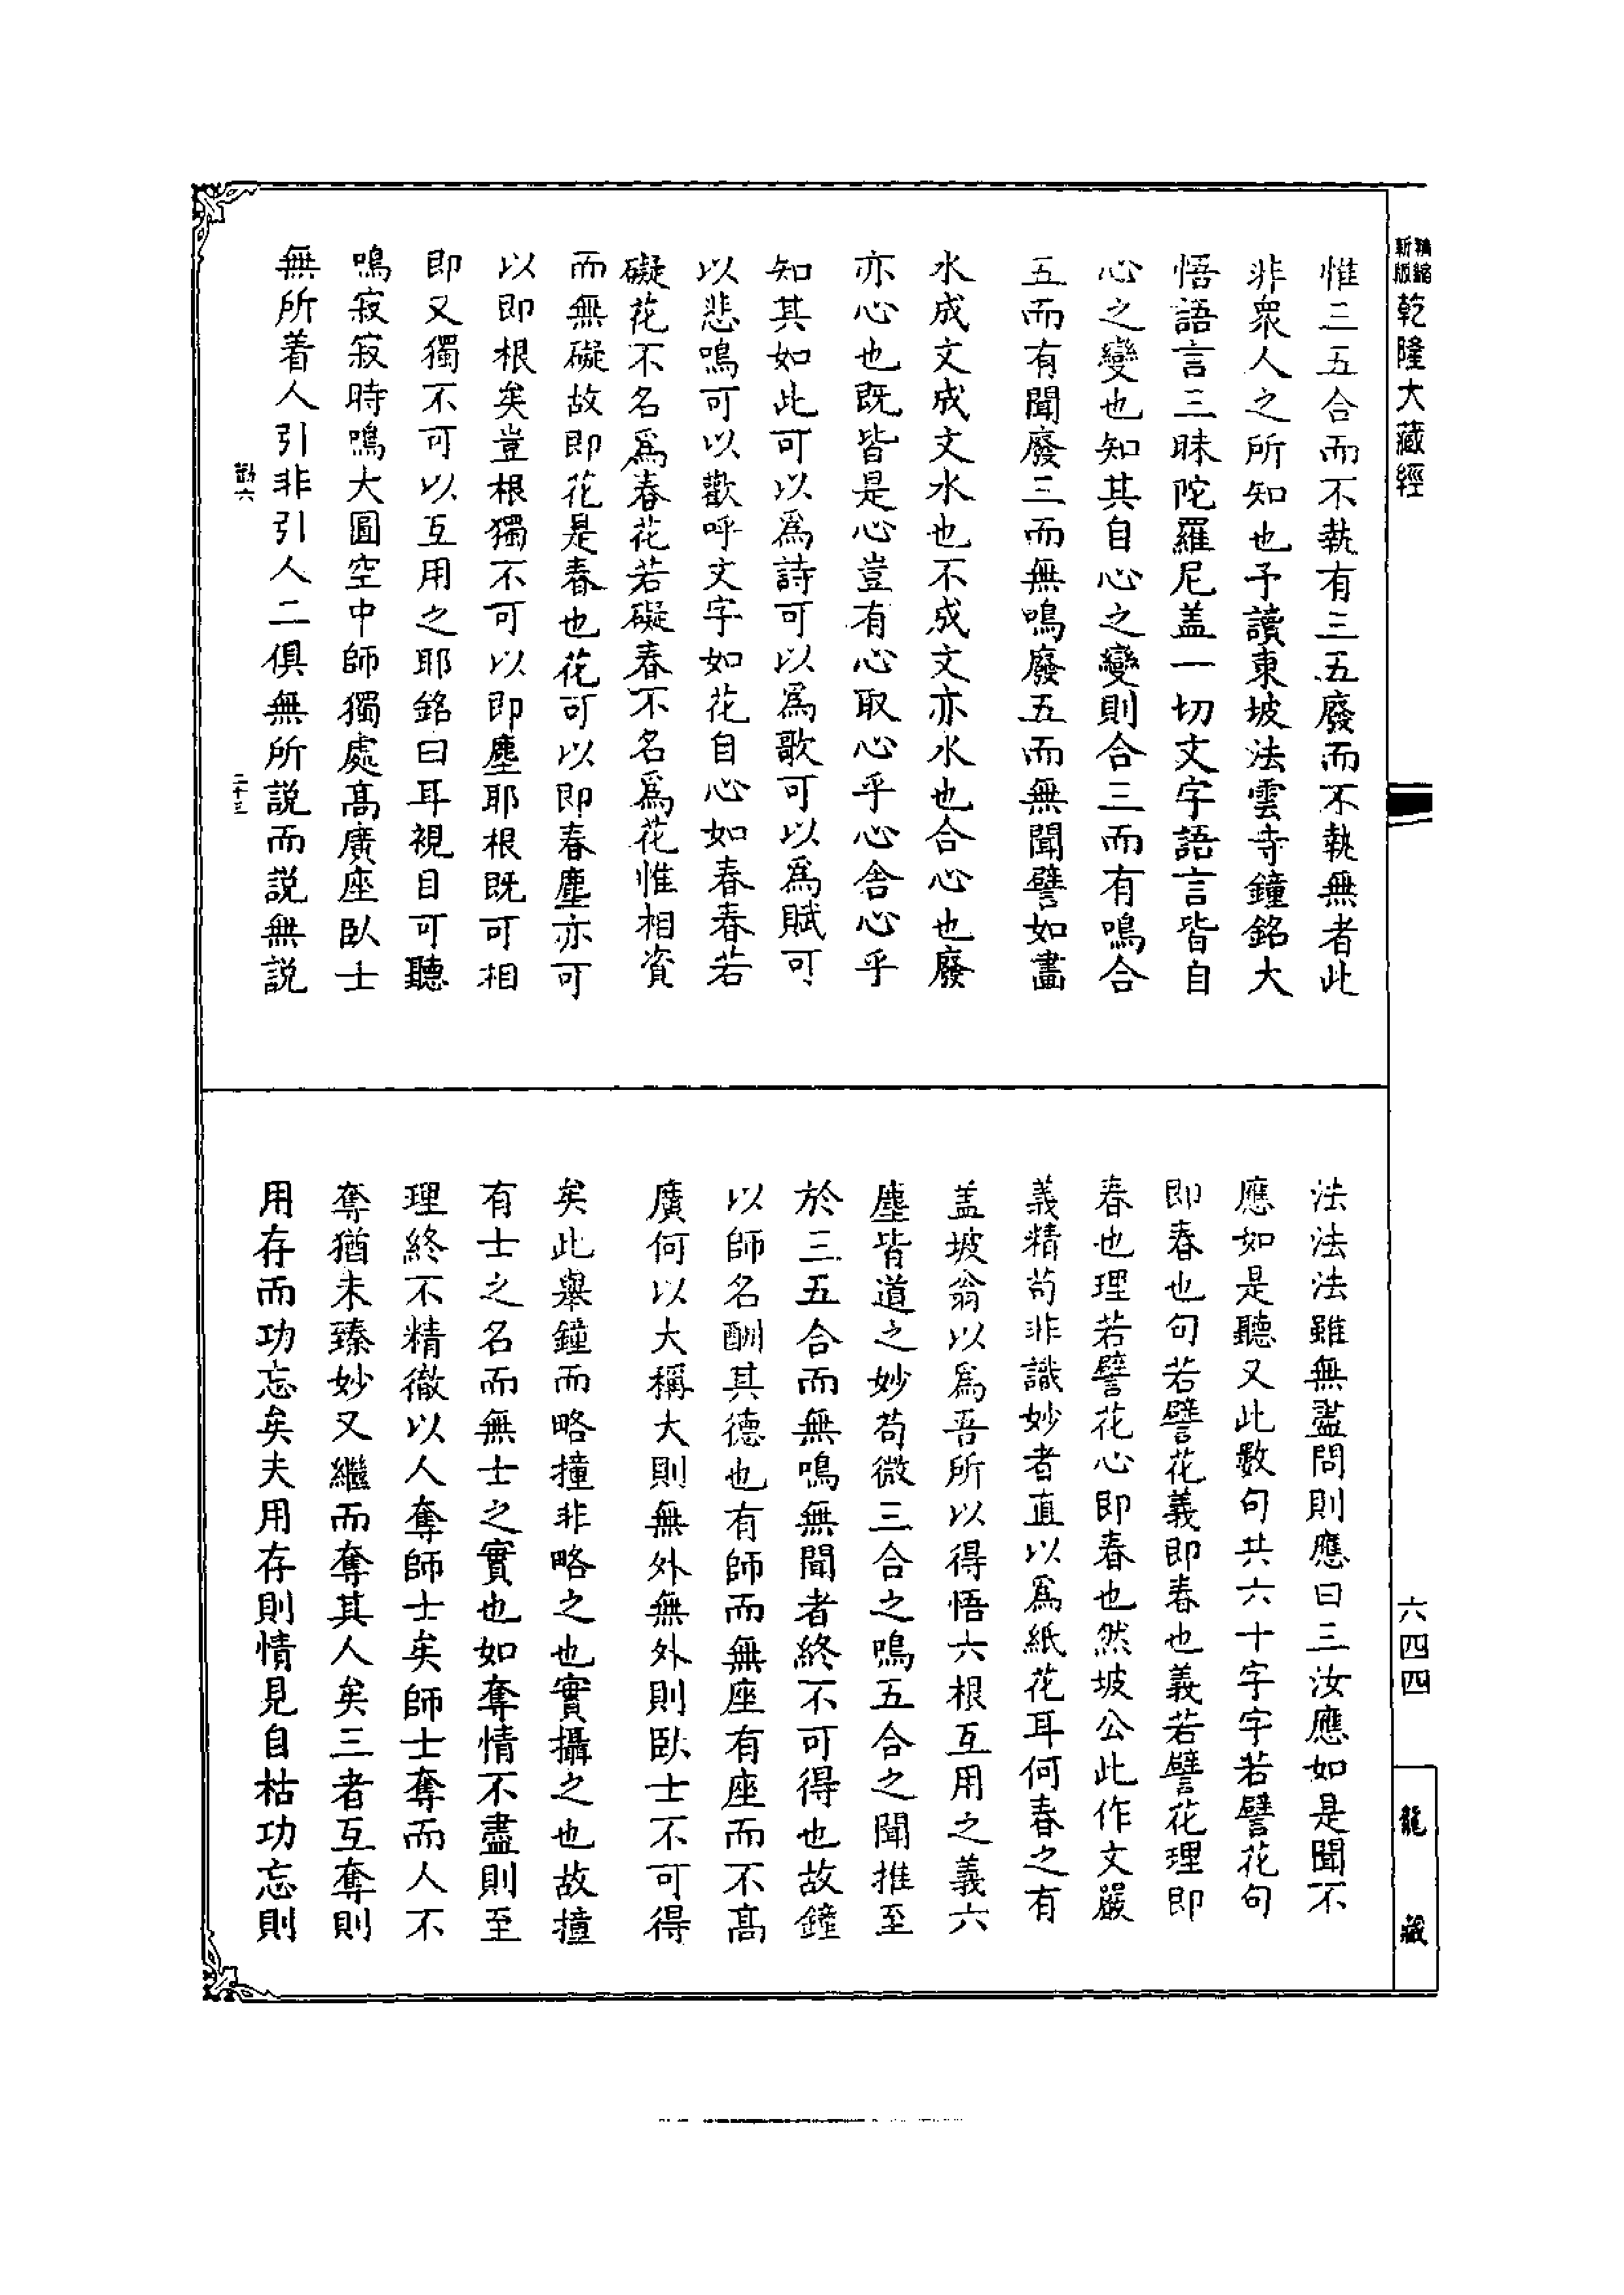 精縮
新版
乾隆大藏經
惟三五合而不執有三五廢而不執無者此
非衆人之所知也予讀東坡法雲寺鐘銘大
悟語言三昧陀羅尼盖一切文字語言皆自
心之變也知其自心之變則合三而有鳴合
五而有聞廢三而無鳴廢五而無聞譬如畵
水成文成文水也不成文亦水也合心也廢
亦心也既皆是心豈有心取心乎心舍心乎
知其如此可以爲詩可以爲歌可以爲賦可
以悲鳴可以歡呼文字如花自心如春春若
礙花不名爲春花若礙春不名爲花惟相資
而無礙故即花是春也花可以即春塵亦可
以即根矣豈根獨不可以即塵耶根既可相
即又獨不可以互用之耶銘曰耳視目可聽
鳴寂寂時鳴大圓空中師獨處高廣座臥士
無所着人引非引人二俱無所説而説無説
勸六
二十三
法法法雖無盡問則應曰三汝應如是聞不
應如是聽又此數句共六十字字若譬花句
即春也句若譬花義即春也義若譬花理即
春也理若譬花心即春也然坡公此作文嚴
義精苟非識妙者直以爲紙花耳何春之有
盖坡翁以爲吾所以得悟六根互用之義六
塵皆道之妙苟微三合之鳴五合之聞推至
於三五合而無鳴無聞者終不可得也故鐘
以師名酬其德也有師而無座有座而不高
廣何以大稱大則無外無外則臥士不可得
矣此舉鐘而略撞非略之也實攝之也故撞
有士之名而無士之實也如奪情不盡則至
理終不精徹以人奪師士矣師士奪而人不
奪猶未臻妙又繼而奪其人矣三者互奪則
用存而功忘矣夫用存則情見自枯功忘則
六四四
龍藏